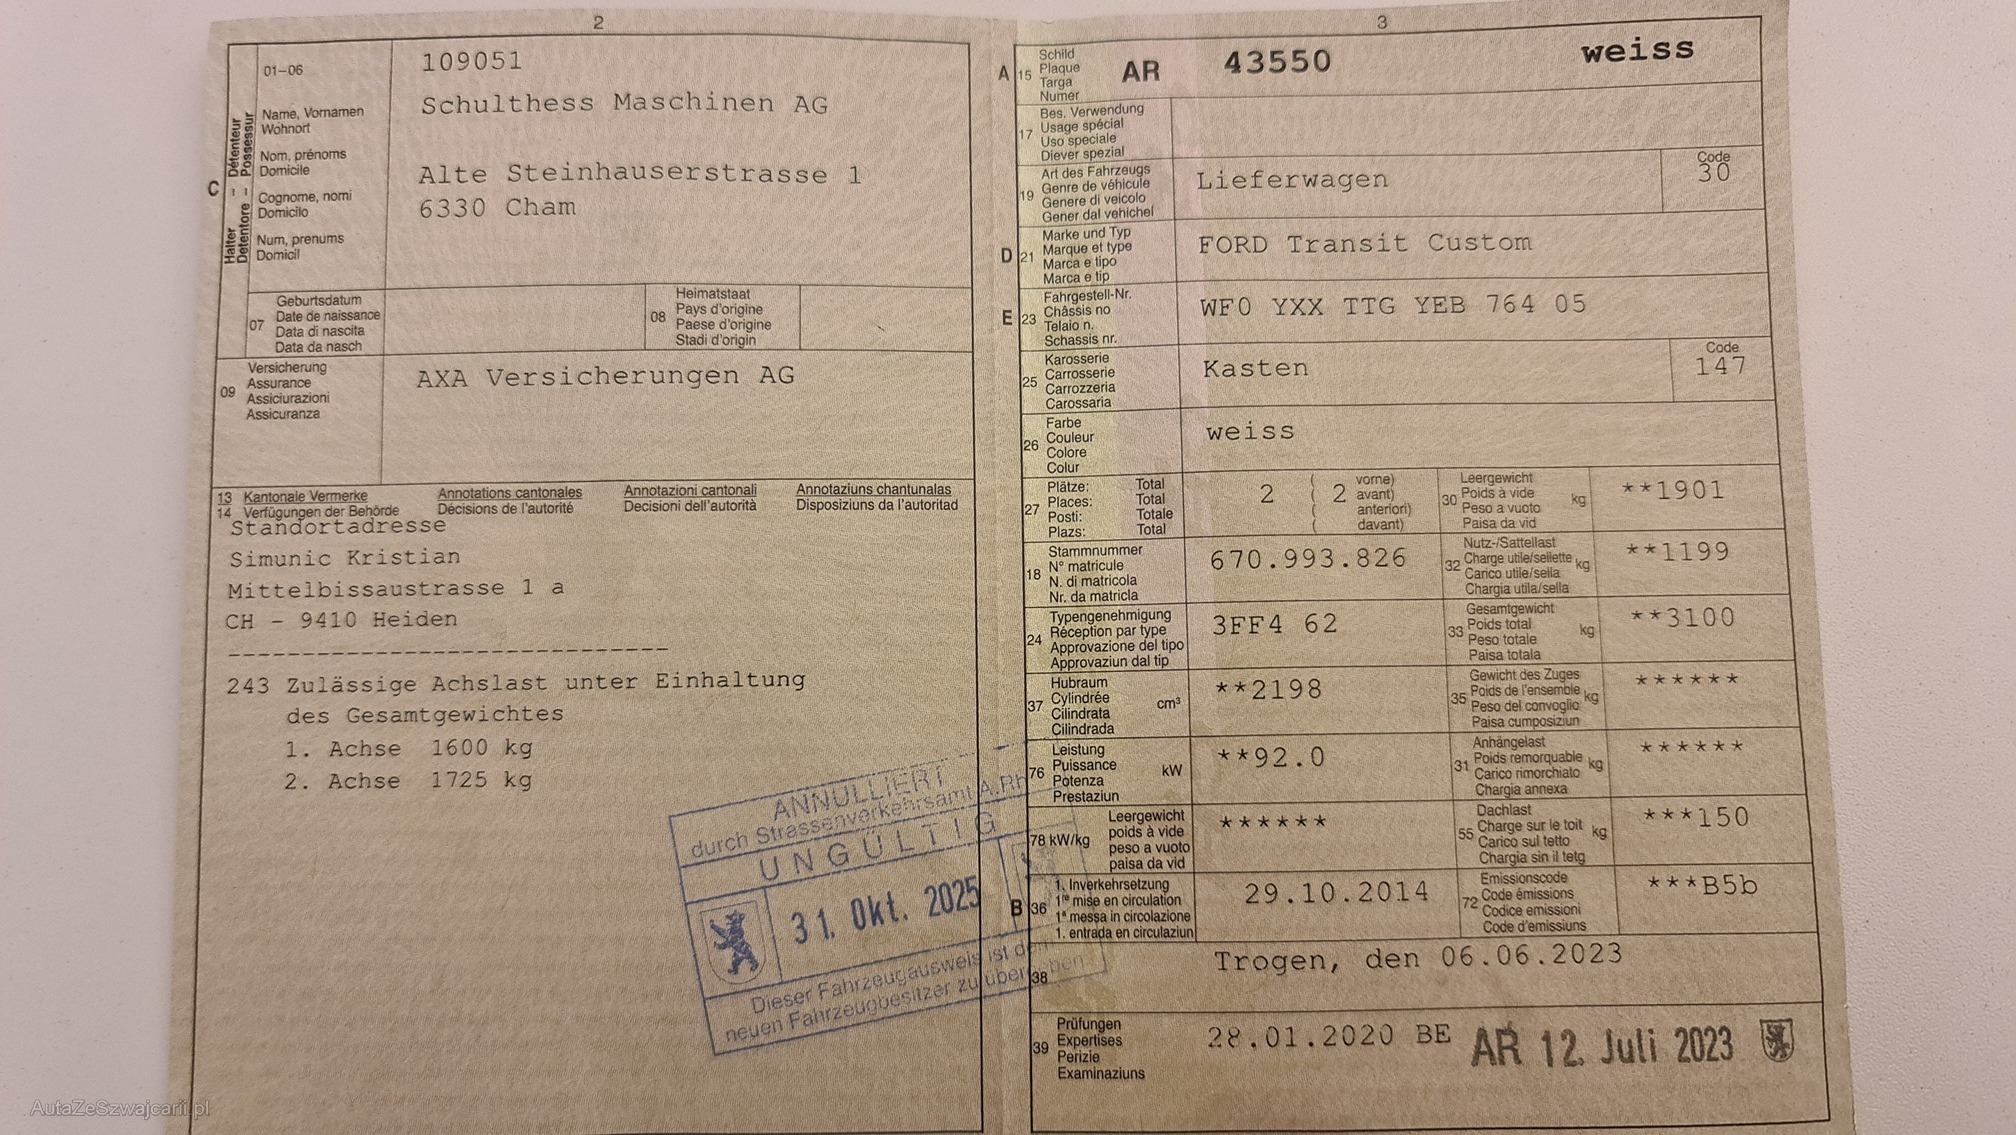 2
01–06
109051
Name, Vornamen
Wohnort
Nom, prénoms
Domicile
Cognome, nomi
Domicilo
Num, prenums
Domicil
C
Halter – Détenteur
Detentore – Possessur
Schulthess Maschinen AG
Alte Steinhauserstrasse 1
6330 Cham
07
Geburtsdatum
Date de naissance
Data di nascita
Data da nasch
08
Heimatstaat
Pays d'origine
Paese d'origine
Stadi d'origin
09
Versicherung
Assurance
Assiciurazioni
Assicuranza
AXA Versicherungen AG
13 Kantonale Vermerke Annotations cantonales Annotazioni cantonali Annotaziuns chantunalas
14 Verfügungen der Behörde Décisions de l'autorité Decisioni dell'autorità Disposiziuns da l'autoritad
Standortadresse
Simunic Kristian
Mittelbissaustrasse 1 a
CH - 9410 Heiden
------------------------------
243 Zulässige Achslast unter Einhaltung
des Gesamtgewichtes
1. Achse 1600 kg
2. Achse 1725 kg
ANNULLIERT
durch Strassenverkehrsamt A.Rh
UNGÜLTIG
31. Okt. 2025
Dieser Fahrzeugausweis ist dem
neuen Fahrzeugbesitzer zu übergeben
3
A 15
Schild
Plaque
Targa
Numer
AR 43550 weiss
17
Bes. Verwendung
Usage spécial
Uso speciale
Diever spezial
19
Art des Fahrzeugs
Genre de véhicule
Genere di veicolo
Gener dal vehichel
Lieferwagen
Code
30
D 21
Marke und Typ
Marque et type
Marca e tipo
Marca e tip
FORD Transit Custom
E 23
Fahrgestell-Nr.
Châssis no
Telaio n.
Schassis nr.
WF0 YXX TTG YEB 764 05
25
Karosserie
Carrosserie
Carrozzeria
Carossaria
Kasten
Code
147
26
Farbe
Couleur
Colore
Colur
weiss
27
Plätze: Total
Places: Total
Posti: Totale
Plazs: Total
2 ( 2 vorne)
( avant)
( anteriori)
( davant)
30
Leergewicht
Poids à vide
Peso a vuoto
Paisa da vid
kg
**1901
18
Stammnummer
N° matricule
N. di matricola
Nr. da matricla
670.993.826
32
Nutz-/Sattellast
Charge utile/sellette
Carico utile/sella
Chargia utila/sella
kg
**1199
24
Typengenehmigung
Réception par type
Approvazione del tipo
Approvaziun dal tip
3FF4 62
33
Gesamtgewicht
Poids total
Peso totale
Paisa totala
kg
**3100
37
Hubraum
Cylindrée
Cilindrata
Cilindrada
cm³
**2198
35
Gewicht des Zuges
Poids de l'ensemble
Peso del convoglio
Paisa cumposiziun
kg
******
76
Leistung
Puissance
Potenza
Prestaziun
kW
**92.0
31
Anhängelast
Poids remorquable
Carico rimorchiato
Chargia annexa
kg
******
78 kW/kg
Leergewicht
poids à vide
peso a vuoto
paisa da vid
******
55
Dachlast
Charge sur le toit
Carico sul tetto
Chargia sin il tetg
kg
***150
B 36
1. Inverkehrsetzung
1re mise en circulation
1a messa in circolazione
1. entrada en circulaziun
29.10.2014
72
Emissionscode
Code émissions
Codice emissioni
Code d'emissiuns
***B5b
38
Trogen, den 06.06.2023
39
Prüfungen
Expertises
Perizie
Examinaziuns
28.01.2020 BE AR 12. Juli 2023
AutaZeSzwajcarii.pl